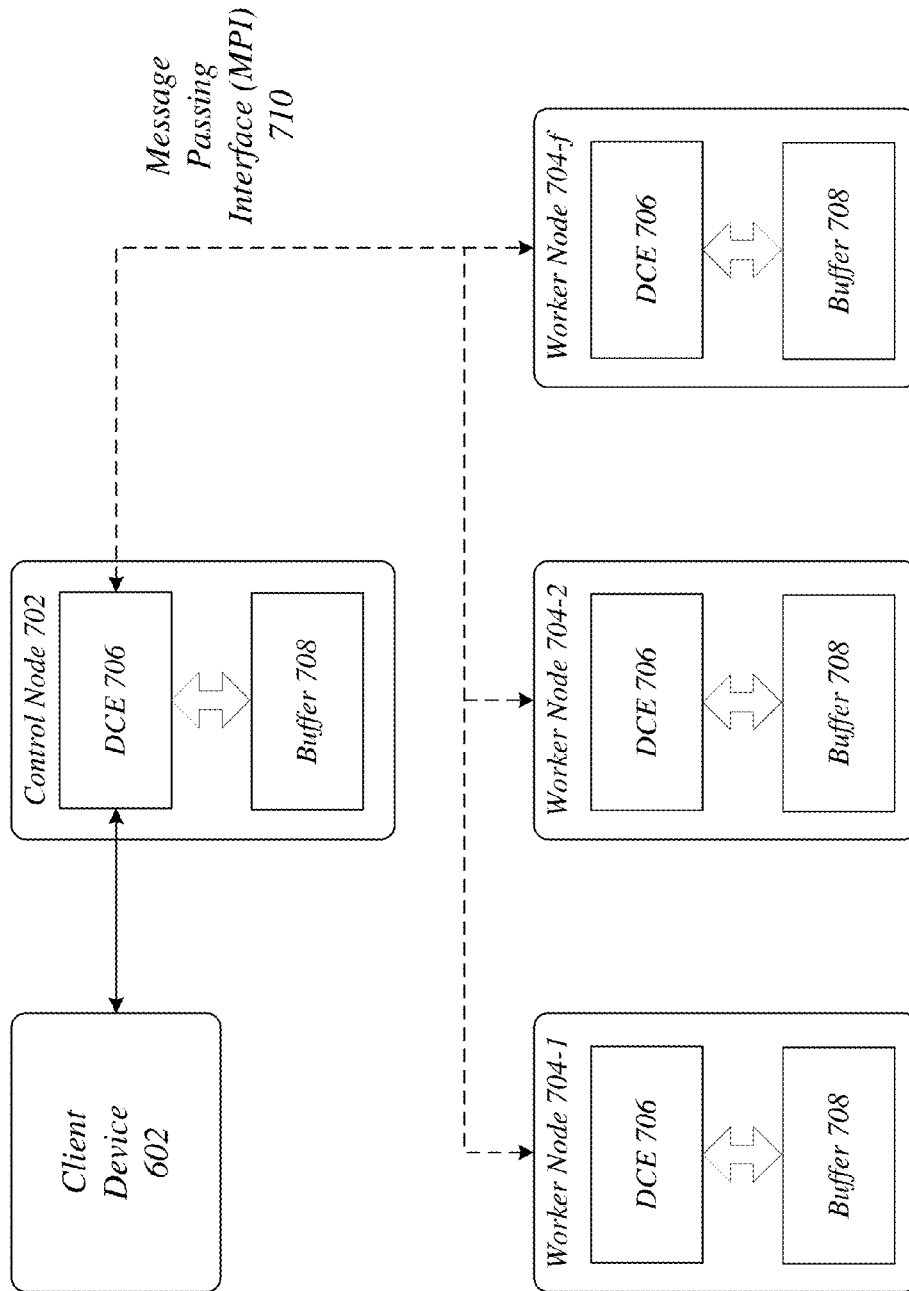 Client
Device
602
Control Node 702
DCE 706
Buffer 708
Message
Passing
Interface (MPI)
710
Worker Node 704-1
DCE 706
Buffer 708
Worker Node 704-2
DCE 706
Buffer 708
Worker Node 704-f
DCE 706
Buffer 708